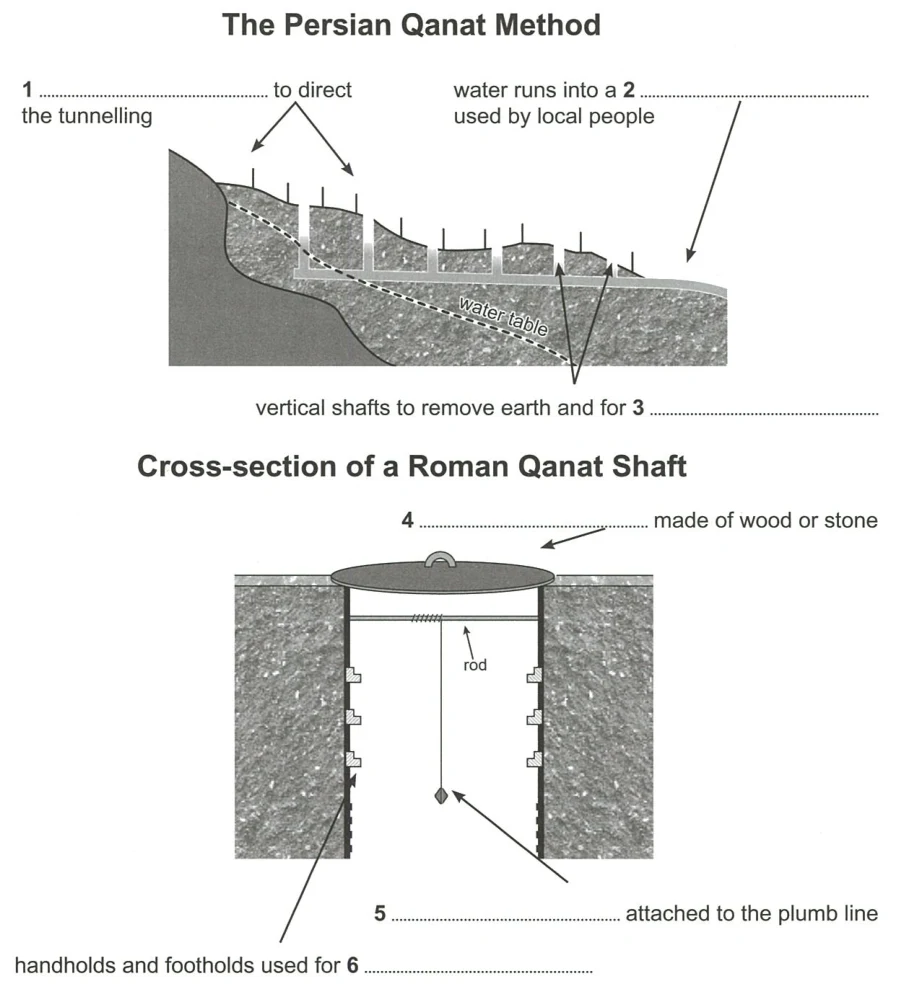 The Persian Qanat Method
1 ........................................ to direct
the tunnelling
water runs into a 2 ........................................
used by local people
water table
vertical shafts to remove earth and for 3 ........................................
Cross-section of a Roman Qanat Shaft
4 ........................................ made of wood or stone
rod
5 ........................................ attached to the plumb line
handholds and footholds used for 6 ........................................